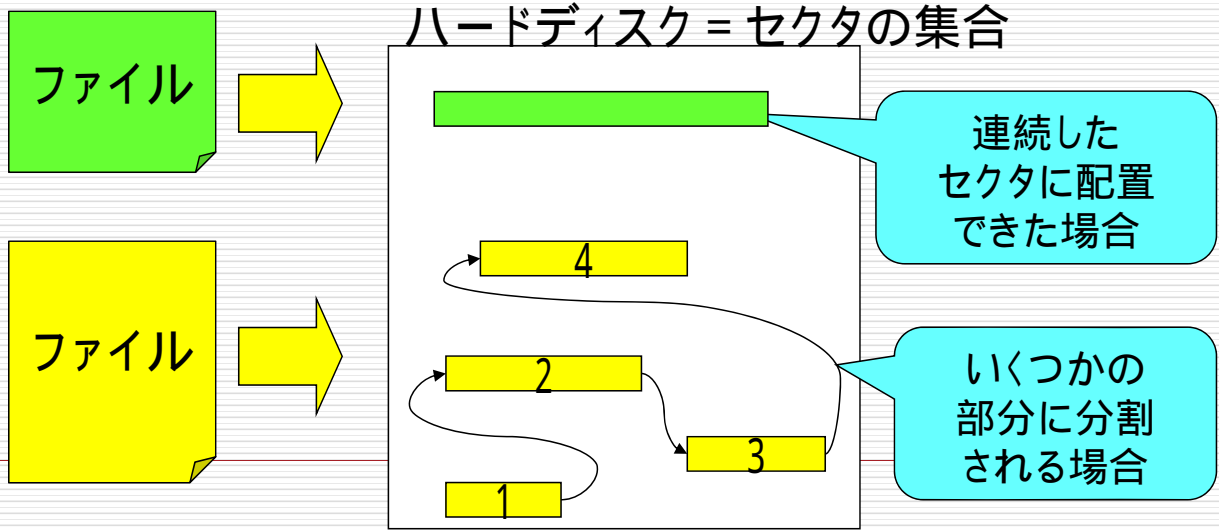 ハードディスク = セクタの集合
ファイル
連続した
セクタに配置
できた場合
ファイル
4
2
3
1
いくつかの
部分に分割
される場合